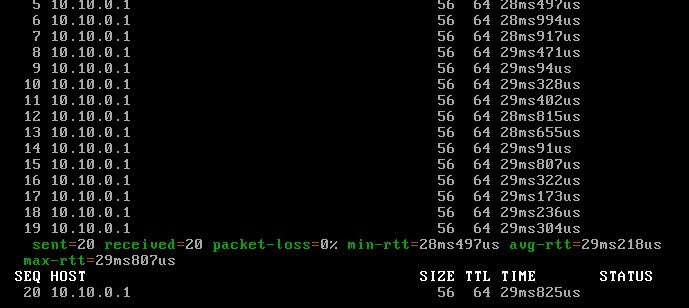 5 10.10.0.1 56 64 28ms497us
6 10.10.0.1 56 64 28ms994us
7 10.10.0.1 56 64 28ms917us
8 10.10.0.1 56 64 29ms471us
9 10.10.0.1 56 64 29ms94us
10 10.10.0.1 56 64 29ms328us
11 10.10.0.1 56 64 29ms402us
12 10.10.0.1 56 64 28ms815us
13 10.10.0.1 56 64 28ms655us
14 10.10.0.1 56 64 29ms91us
15 10.10.0.1 56 64 29ms807us
16 10.10.0.1 56 64 29ms322us
17 10.10.0.1 56 64 29ms173us
18 10.10.0.1 56 64 29ms236us
19 10.10.0.1 56 64 29ms304us
sent=20 received=20 packet-loss=0% min-rtt=28ms497us avg-rtt=29ms218us
max-rtt=29ms807us
SEQ HOST SIZE TTL TIME STATUS
20 10.10.0.1 56 64 29ms825us